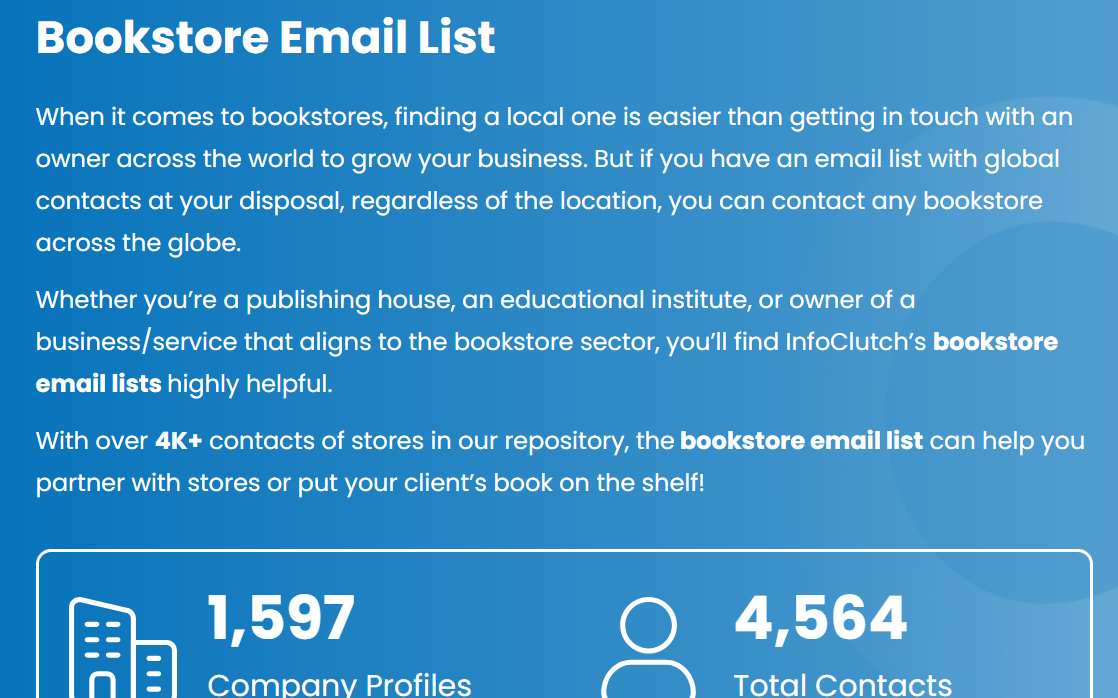 Bookstore Email List
When it comes to bookstores, finding a local one is easier than getting in touch with an
owner across the world to grow your business. But if you have an email list with global
contacts at your disposal, regardless of the location, you can contact any bookstore
across the globe.
Whether you’re a publishing house, an educational institute, or owner of a
business/service that aligns to the bookstore sector, you’ll find InfoClutch’s bookstore
email lists highly helpful.
With over 4K+ contacts of stores in our repository, the bookstore email list can help you
partner with stores or put your client’s book on the shelf!
1,597
Company Profiles
4,564
Total Contacts